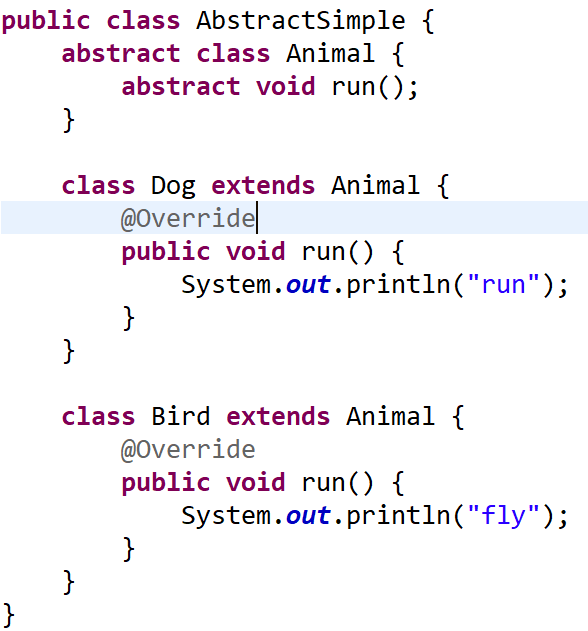 public class AbstractSimple {
    abstract class Animal {
        abstract void run();
    }

    class Dog extends Animal {
        @Override
        public void run() {
            System.out.println("run");
        }
    }

    class Bird extends Animal {
        @Override
        public void run() {
            System.out.println("fly");
        }
    }
}